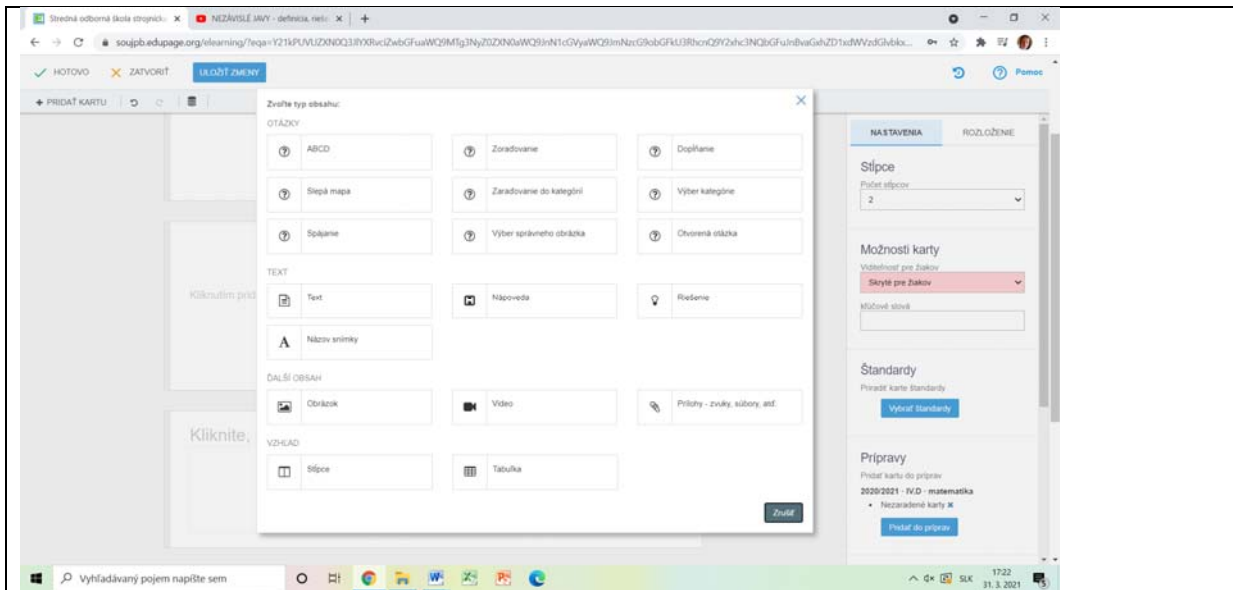 Stredná odborná škola strojnícka
NEZÁVISLÉ JAVY - definícia, rieše
soujpb.edupage.org/elearning/
HOTOVO
ZATVORIŤ
ULOŽIŤ ZMENY
Pomoc
PRIDAŤ KARTU
Zvoľte typ obsahu:
OTÁZKY
ABCD
Zoraďovanie
Dopĺňanie
Slepá mapa
Zaraďovanie do kategórií
Výber kategórie
Spájanie
Výber správneho obrázka
Otvorená otázka
TEXT
Text
Nápoveda
Riešenie
Názov snímky
ĎALŠÍ OBSAH
Obrázok
Video
Prílohy - zvuky, súbory, atď.
VZHĽAD
Stĺpce
Tabuľka
Zrušiť
Kliknutím prid
Kliknite,
NASTAVENIA
ROZLOŽENIE
Stĺpce
Počet stĺpcov
2
Možnosti karty
Viditeľnosť pre žiakov
Skryté pre žiakov
Kľúčové slová
Štandardy
Priradiť karte štandardy
Vybrať štandardy
Prípravy
Pridať kartu do príprav
2020/2021 - IV.D - matematika
Nezaradené karty
Pridať do príprav
Vyhľadávaný pojem napíšte sem
SLK
17:22
31. 3. 2021